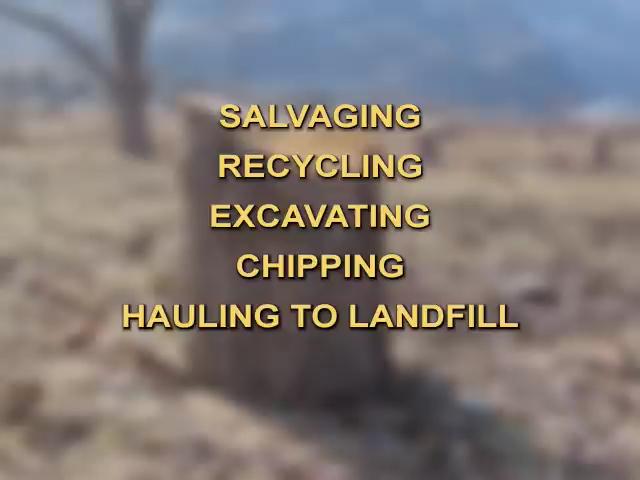 SALVAGING
RECYCLING
EXCAVATING
CHIPPING
HAULING TO LANDFILL